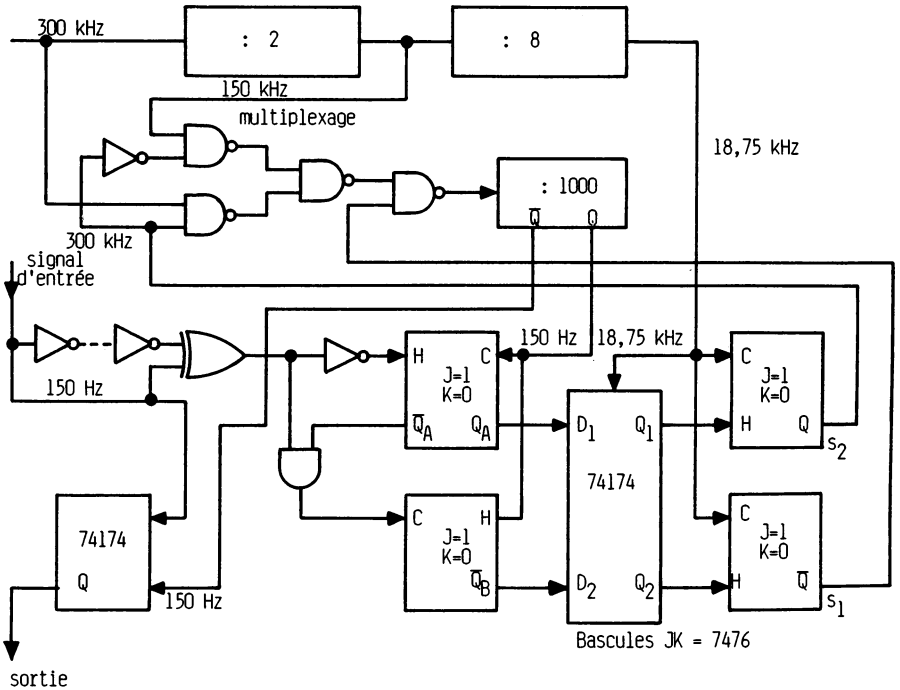 300 kHz
: 2
: 8
150 kHz
multiplexage
18,75 kHz
: 1000
Q̅ Q
300 kHz
signal
d'entrée
150 Hz
18,75 kHz
H C
J=1
K=0
Q̅A QA
C
J=1
K=0
H Q
s2
150 Hz
D1 Q1
74174
D2 Q2
74174
Q
C H
J=1
K=0
Q̅B
C
J=1
K=0
H Q̅
s1
150 Hz
Bascules JK = 7476
sortie